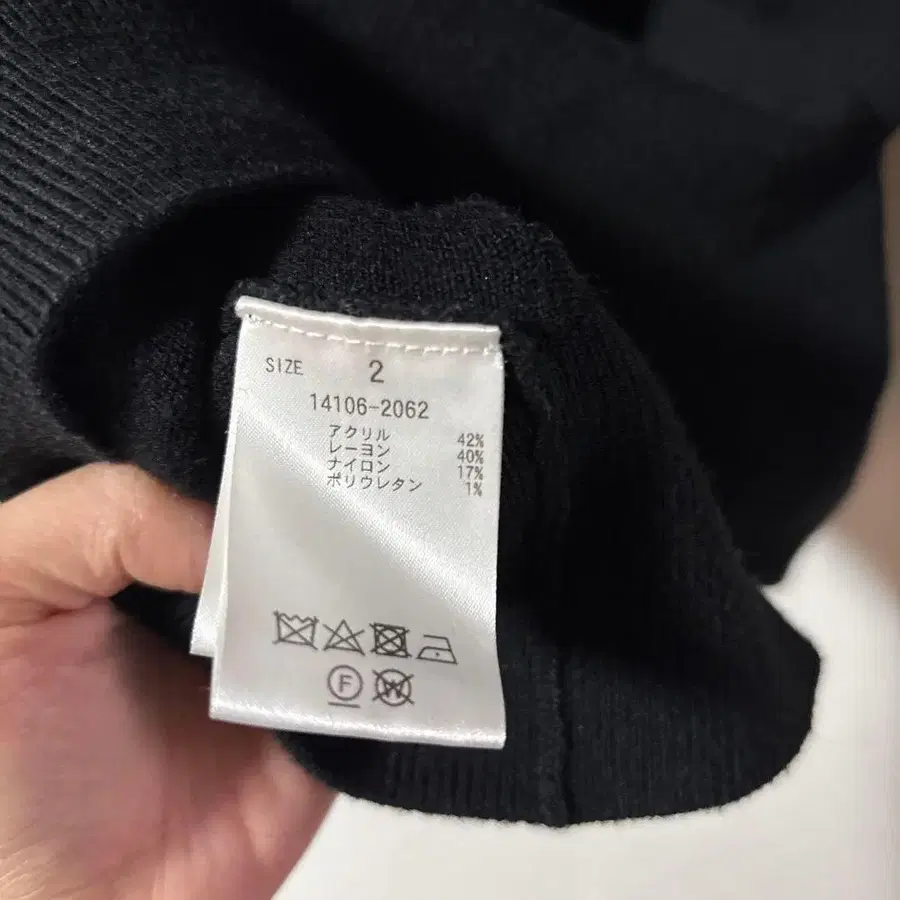 SIZE 2
14106-2062
アクリル 42%
レーヨン 40%
ナイロン 17%
ポリウレタン 1%
F W